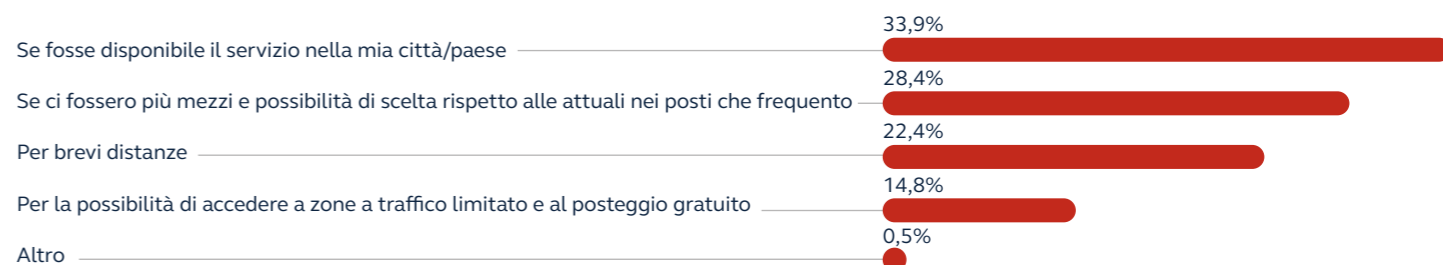 33,9%
Se fosse disponibile il servizio nella mia città/paese
28,4%
Se ci fossero più mezzi e possibilità di scelta rispetto alle attuali nei posti che frequento
22,4%
Per brevi distanze
14,8%
Per la possibilità di accedere a zone a traffico limitato e al posteggio gratuito
0,5%
Altro